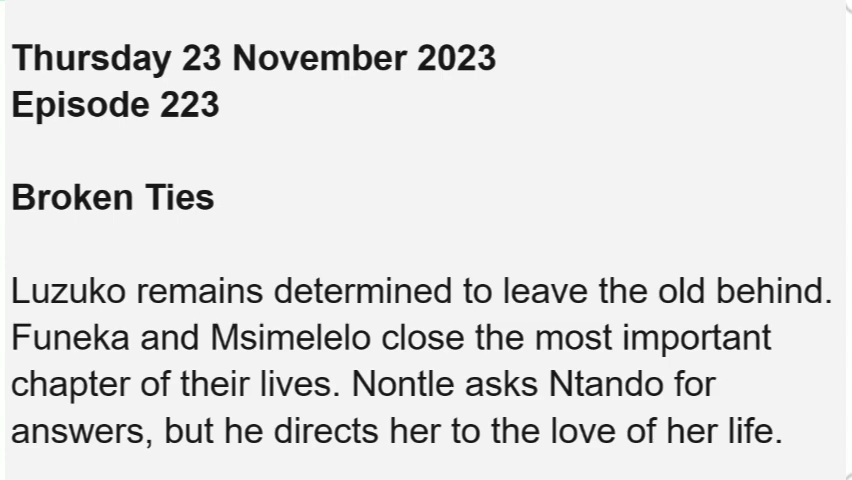 Thursday 23 November 2023
Episode 223
Broken Ties
Luzuko remains determined to leave the old behind.
Funeka and Msimelelo close the most important
chapter of their lives. Nontle asks Ntando for
answers, but he directs her to the love of her life.